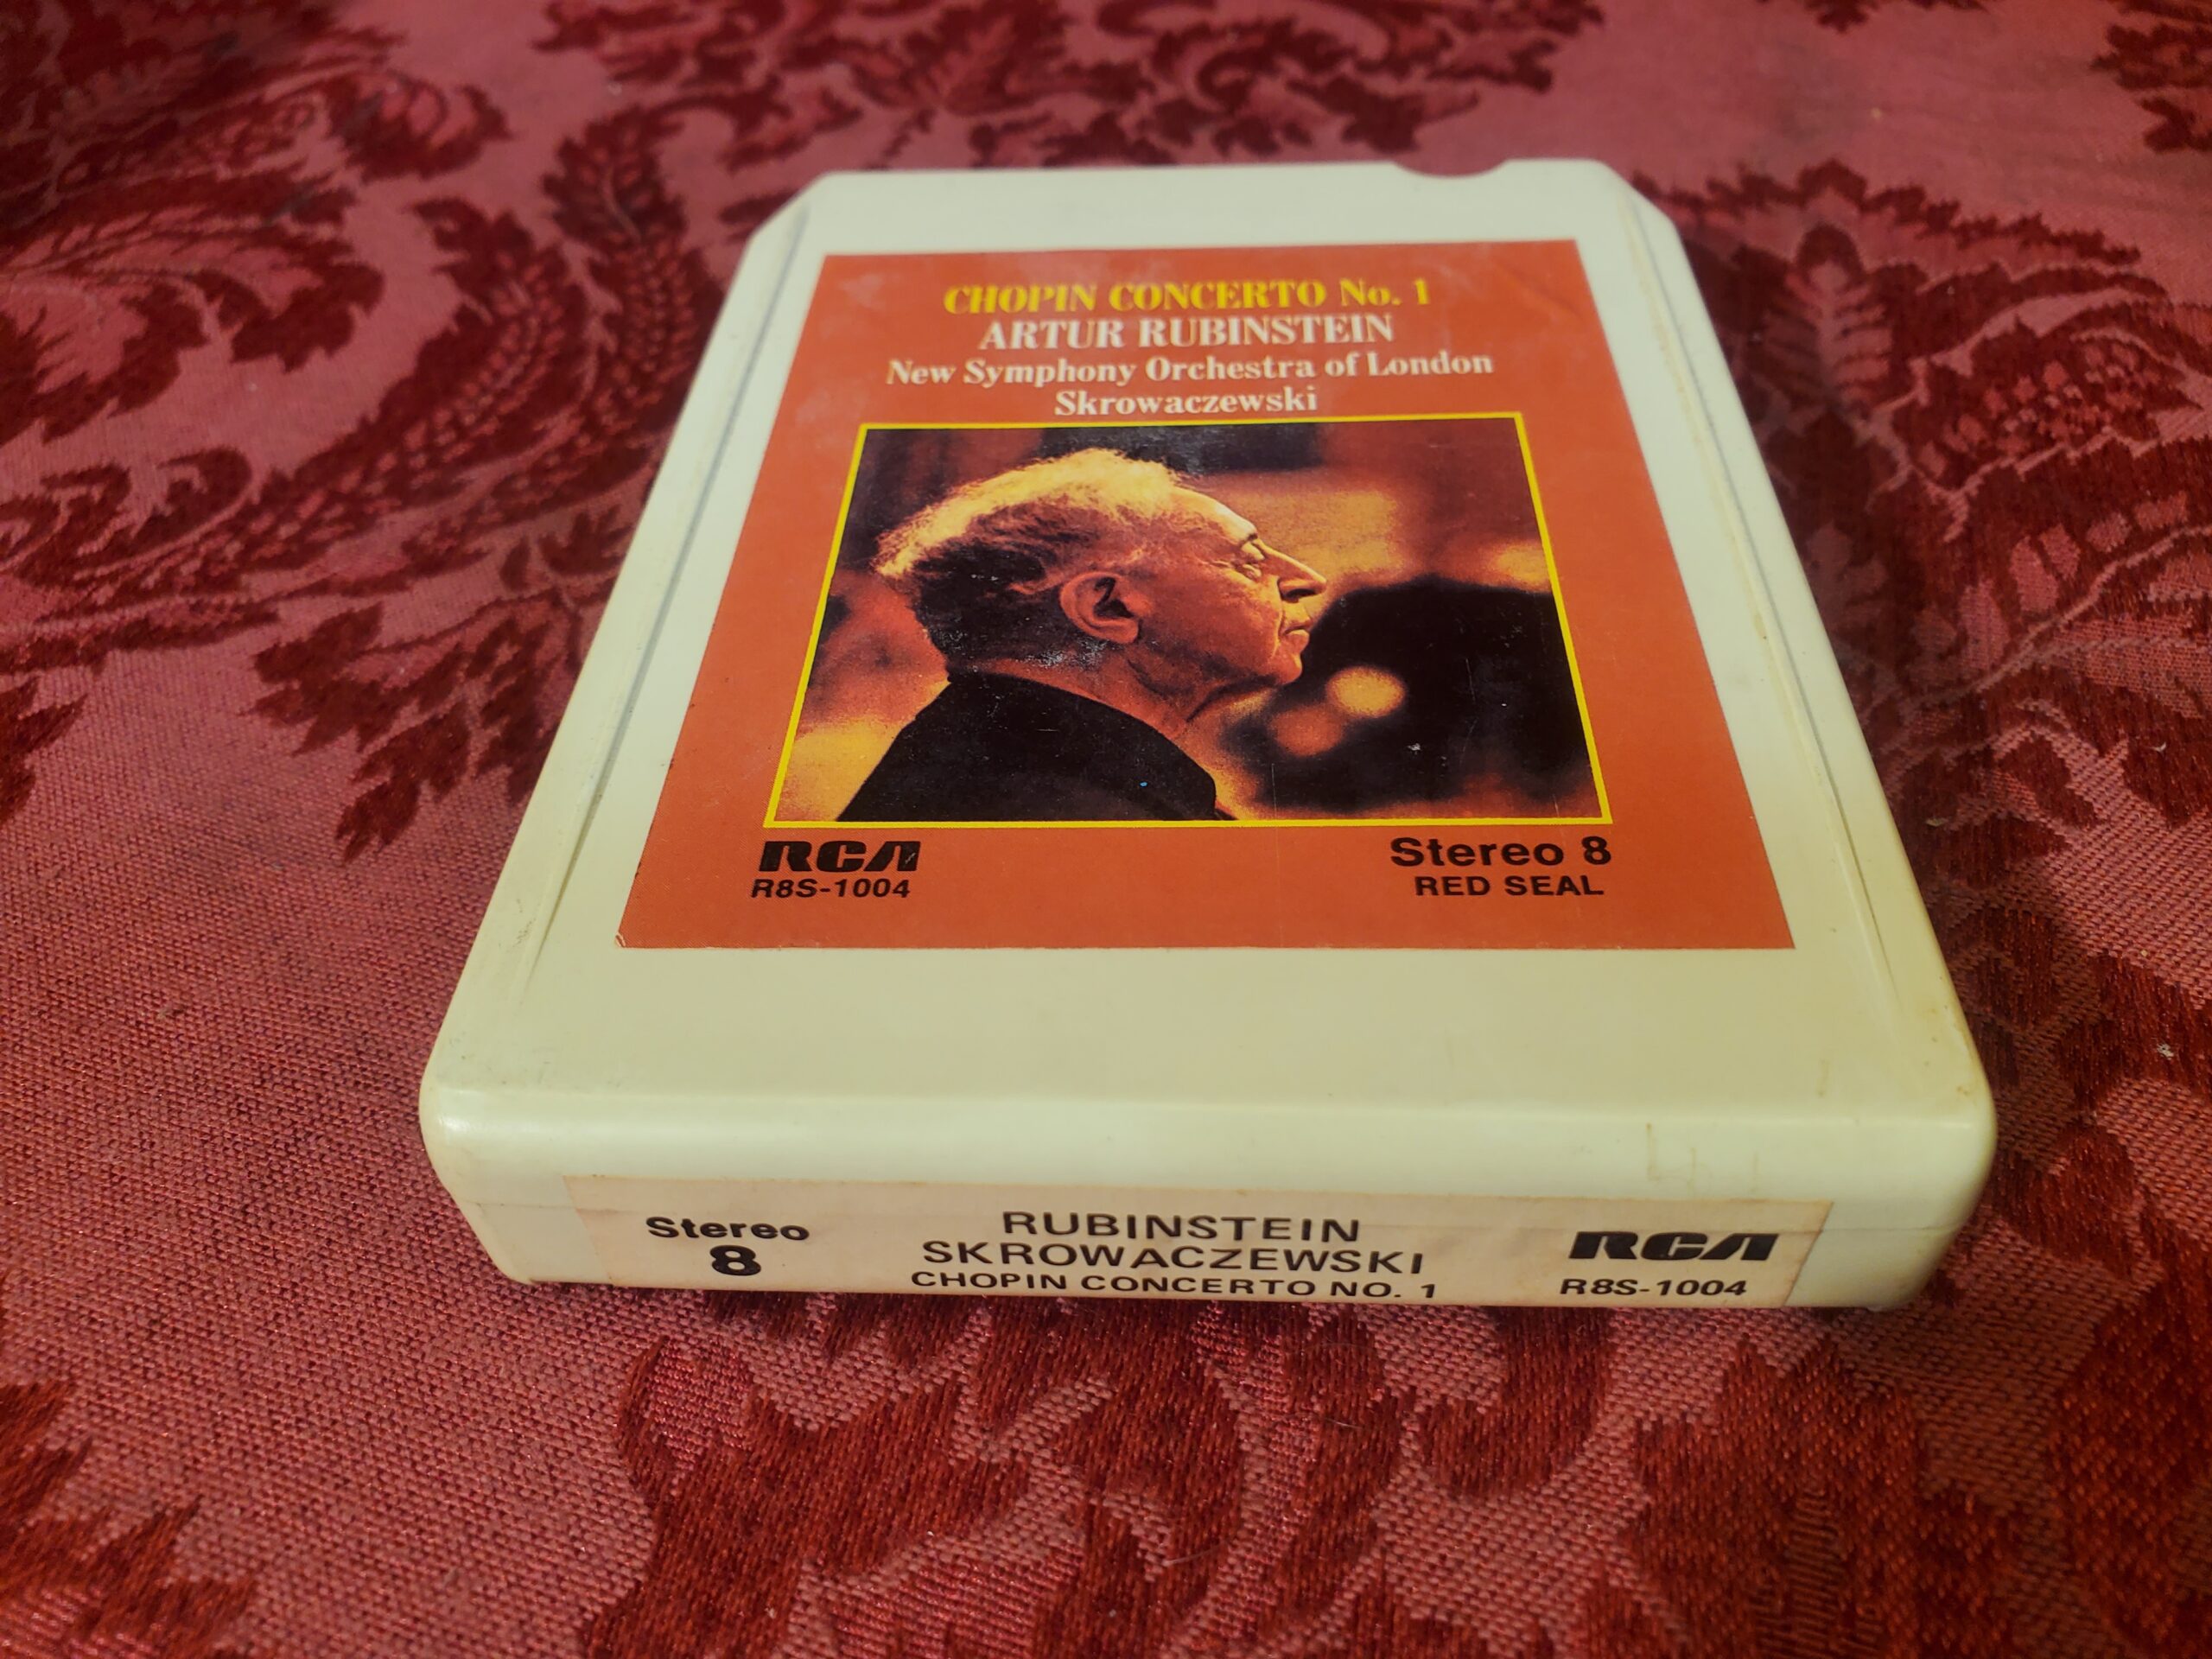 CHOPIN CONCERTO No. 1
ARTUR RUBINSTEIN
New Symphony Orchestra of London
Skrowaczewski
RCA
R8S-1004
Stereo 8
RED SEAL
Stereo
8
RUBINSTEIN
SKROWACZEWSKI
CHOPIN CONCERTO NO. 1
RCA
R8S-1004